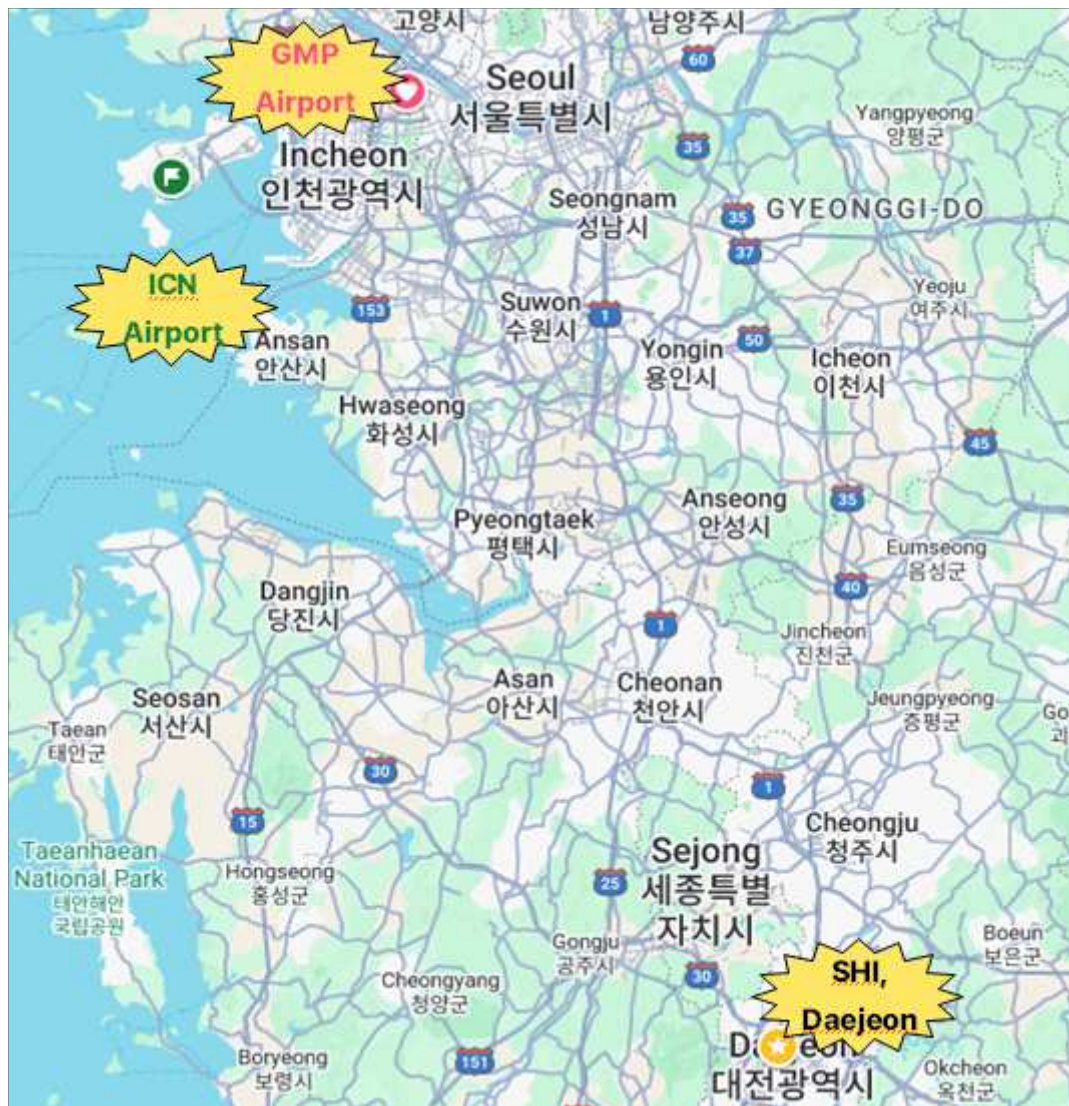 고양시
남양주시
GMP
Airport
60
Seoul
서울특별시
Yangpyeong
양평군
35
Incheon
인천광역시
Seongnam
성남시
35
GYEONGGI-DO
37
ICN
Airport
153
Suwon
수원시
1
Yeoju
여주시
Ansan
안산시
Yongin
용인시
50
Icheon
이천시
Hwaseong
화성시
45
Pyeongtaek
평택시
Anseong
안성시
35
Eumseong
음성군
40
Dangjin
당진시
1
Jincheon
진천군
Seosan
서산시
Asan
아산시
Cheonan
천안시
Jeungpyeong
증평군
Taean
태안군
30
1
15
Cheongju
청주시
Taeanhaean
National Park
태안해안
국립공원
Hongseong
홍성군
25
Sejong
세종특별
자치시
Gongju
공주시
Boeun
보은군
30
SHI,
Daejeon
Cheongyang
청양군
Boryeong
보령시
151
대전광역시
Okcheon
옥천군